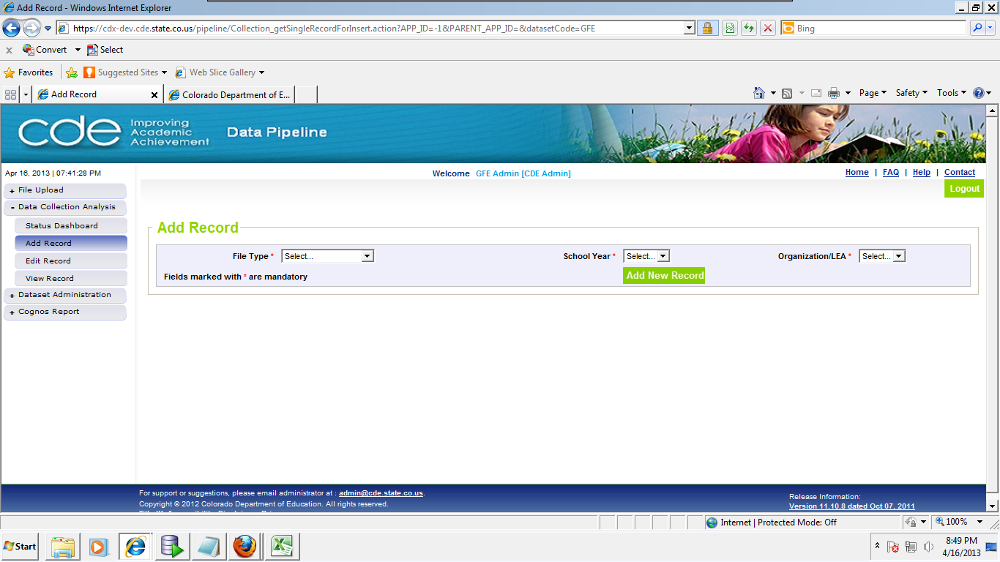 Add Record - Windows Internet Explorer
https://cdx-dev.cde.state.co.us/pipeline/Collection_getSingleRecordForInsert.action?APP_ID=-1&PARENT_APP_ID=&datasetCode=GFE
Bing
x Convert Select
Favorites Suggested Sites Web Slice Gallery
Add Record Colorado Department of E... Page Safety Tools
cde Improving Academic Achievement Data Pipeline
Apr 16, 2013 | 07:41:28 PM
Welcome GFE Admin [CDE Admin]
Home | FAQ | Help | Contact
Logout
+ File Upload
- Data Collection Analysis
Status Dashboard
Add Record
Edit Record
View Record
+ Dataset Administration
+ Cognos Report
Add Record
File Type * Select... School Year * Select... Organization/LEA * Select...
Fields marked with * are mandatory Add New Record
For support or suggestions, please email administrator at : admin@cde.state.co.us.
Copyright © 2012 Colorado Department of Education. All rights reserved.
Release Information:
Version 11.10.8 dated Oct 07, 2011
Internet | Protected Mode: Off 100%
Start
8:49 PM
4/16/2013